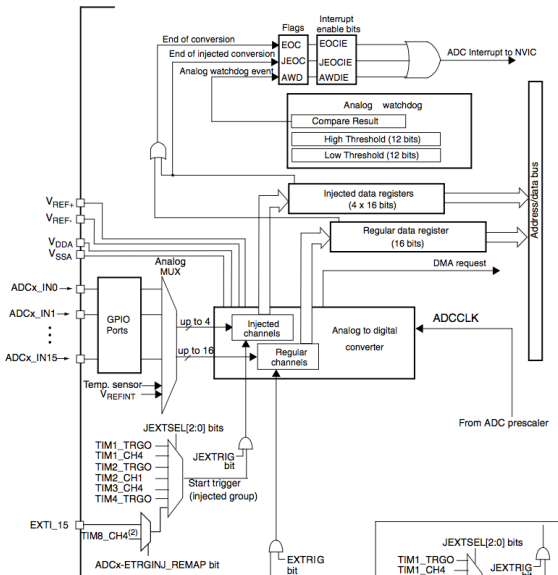 Flags
Interrupt
enable bits
End of conversion
EOC
EOCIE
End of injected conversion
JEOC
JEOCIE
ADC Interrupt to NVIC
Analog watchdog event
AWD
AWDIE
Analog watchdog
Compare Result
High Threshold (12 bits)
Low Threshold (12 bits)
Address/data bus
Injected data registers
(4 x 16 bits)
Regular data register
(16 bits)
VREF+
VREF-
VDDA
VSSA
Analog
MUX
DMA request
ADCx_IN0
ADCx_IN1
ADCx_IN15
GPIO
Ports
up to 4
Injected
channels
up to 16
Regular
channels
Analog to digital
converter
ADCCLK
Temp. sensor
VREFINT
From ADC prescaler
JEXTSEL[2:0] bits
TIM1_TRGO
TIM1_CH4
TIM2_TRGO
TIM2_CH1
TIM3_CH4
TIM4_TRGO
JEXTRIG
bit
Start trigger
(injected group)
EXTI_15
TIM8_CH4(2)
ADCx-ETRGINJ_REMAP bit
EXTRIG
bit
JEXTSEL[2:0] bits
TIM1_TRGO
TIM1_CH4
JEXTRIG
bit